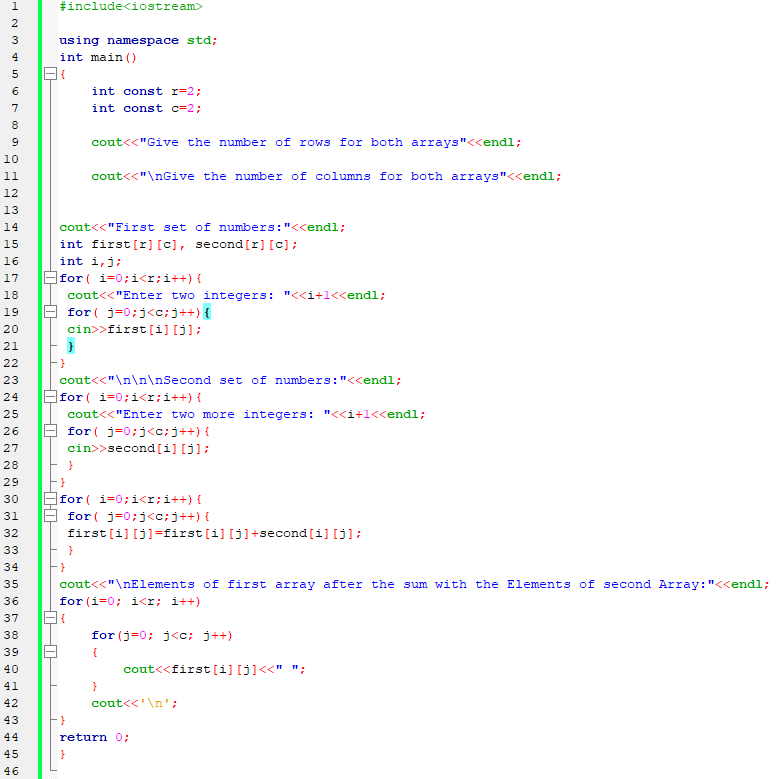 1 #include<iostream>
2
3 using namespace std;
4 int main()
5 {
6     int const r=2;
7     int const c=2;
8
9     cout<<"Give the number of rows for both arrays"<<endl;
10
11     cout<<"\nGive the number of columns for both arrays"<<endl;
12
13
14 cout<<"First set of numbers:"<<endl;
15 int first[r][c], second[r][c];
16 int i,j;
17 for( i=0;i<r;i++){
18  cout<<"Enter two integers: "<<i+1<<endl;
19  for( j=0;j<c;j++){
20  cin>>first[i][j];
21  }
22 }
23 cout<<"\n\n\nSecond set of numbers:"<<endl;
24 for( i=0;i<r;i++){
25  cout<<"Enter two more integers: "<<i+1<<endl;
26  for( j=0;j<c;j++){
27  cin>>second[i][j];
28  }
29 }
30 for( i=0;i<r;i++){
31  for( j=0;j<c;j++){
32  first[i][j]=first[i][j]+second[i][j];
33  }
34 }
35 cout<<"\nElements of first array after the sum with the Elements of second Array:"<<endl;
36 for(i=0; i<r; i++)
37 {
38     for(j=0; j<c; j++)
39     {
40         cout<<first[i][j]<<" ";
41     }
42     cout<<'\n';
43 }
44 return 0;
45 }
46